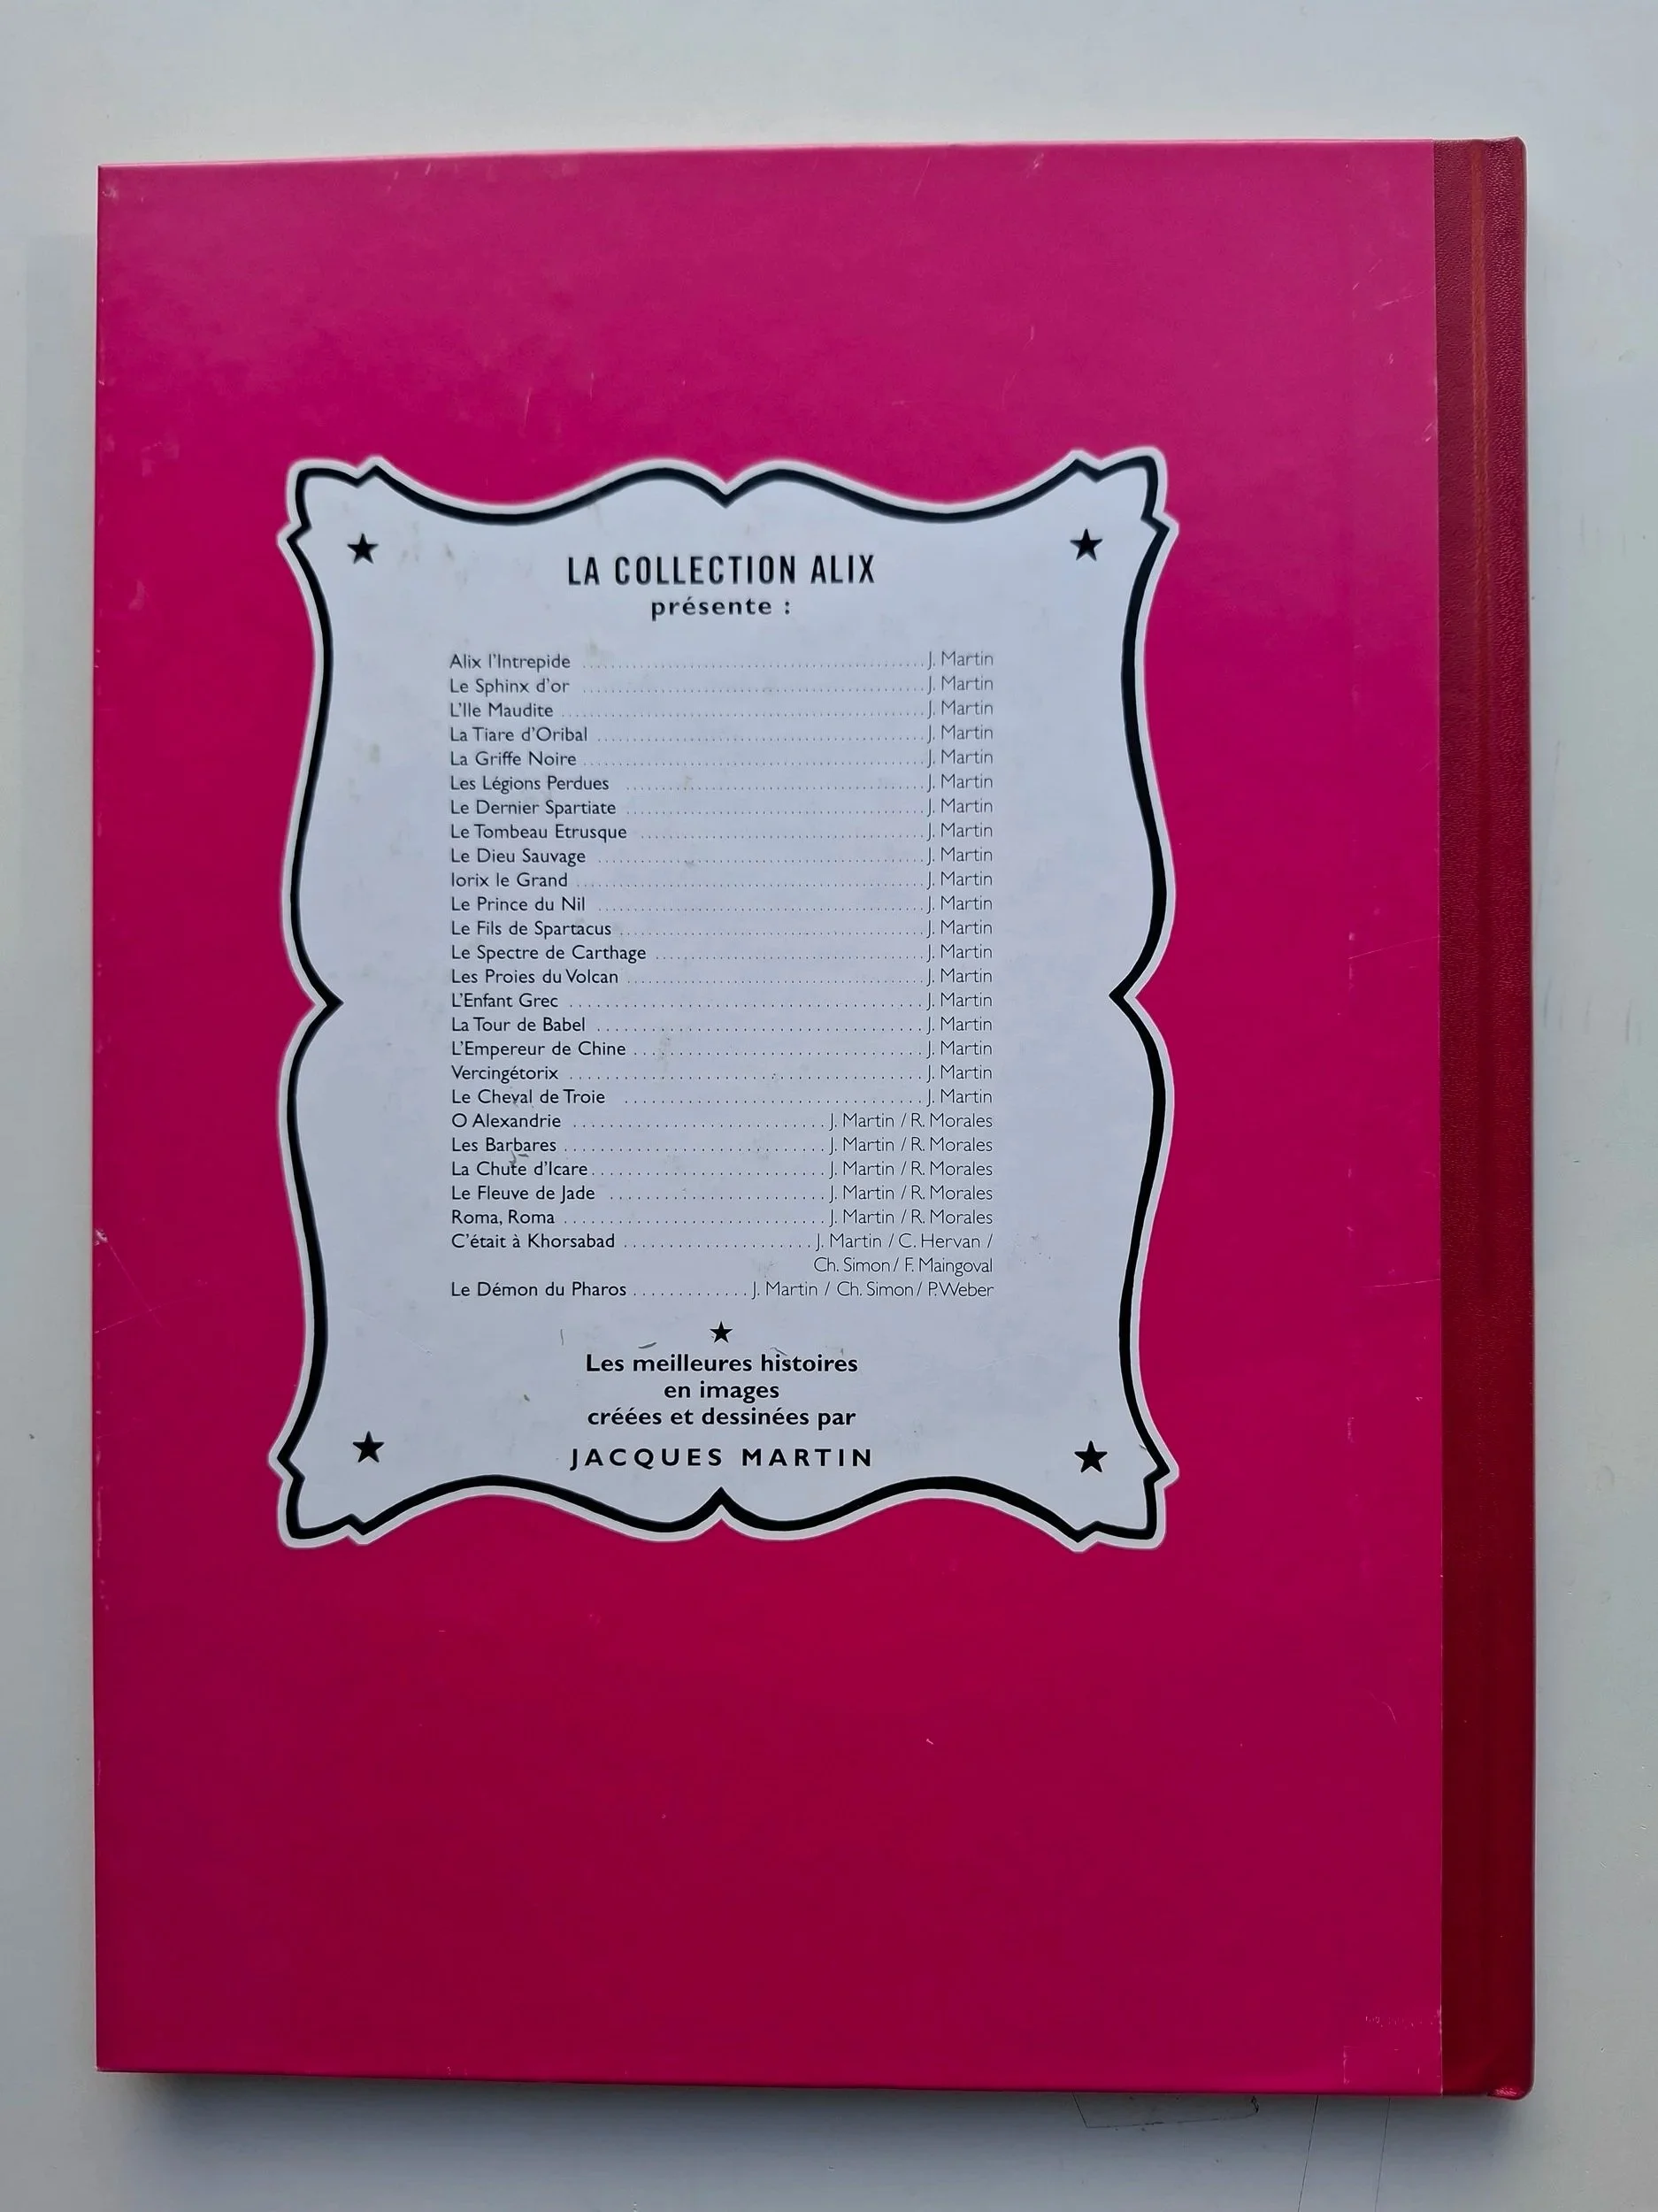 LA COLLECTION ALIX
présente :
Alix l'Intrepide ........ J. Martin
Le Sphinx d'or ........ J. Martin
L'Ile Maudite ........ J. Martin
La Tiare d'Oribal ........ J. Martin
La Griffe Noire ........ J. Martin
Les Légions Perdues ........ J. Martin
Le Dernier Spartiate ........ J. Martin
Le Tombeau Etrusque ........ J. Martin
Le Dieu Sauvage ........ J. Martin
Iorix le Grand ........ J. Martin
Le Prince du Nil ........ J. Martin
Le Fils de Spartacus ........ J. Martin
Le Spectre de Carthage ........ J. Martin
Les Proies du Volcan ........ J. Martin
L'Enfant Grec ........ J. Martin
La Tour de Babel ........ J. Martin
L'Empereur de Chine ........ J. Martin
Vercingétorix ........ J. Martin
Le Cheval de Troie ........ J. Martin
O Alexandrie ........ J. Martin / R. Morales
Les Barbares ........ J. Martin / R. Morales
La Chute d'Icare ........ J. Martin / R. Morales
Le Fleuve de Jade ........ J. Martin / R. Morales
Roma, Roma ........ J. Martin / R. Morales
C'était à Khorsabad ........ J. Martin / C. Hervan /
Ch. Simon / F. Maingoval
Le Démon du Pharos ........ J. Martin / Ch. Simon / P. Weber
Les meilleures histoires
en images
créées et dessinées par
JACQUES MARTIN